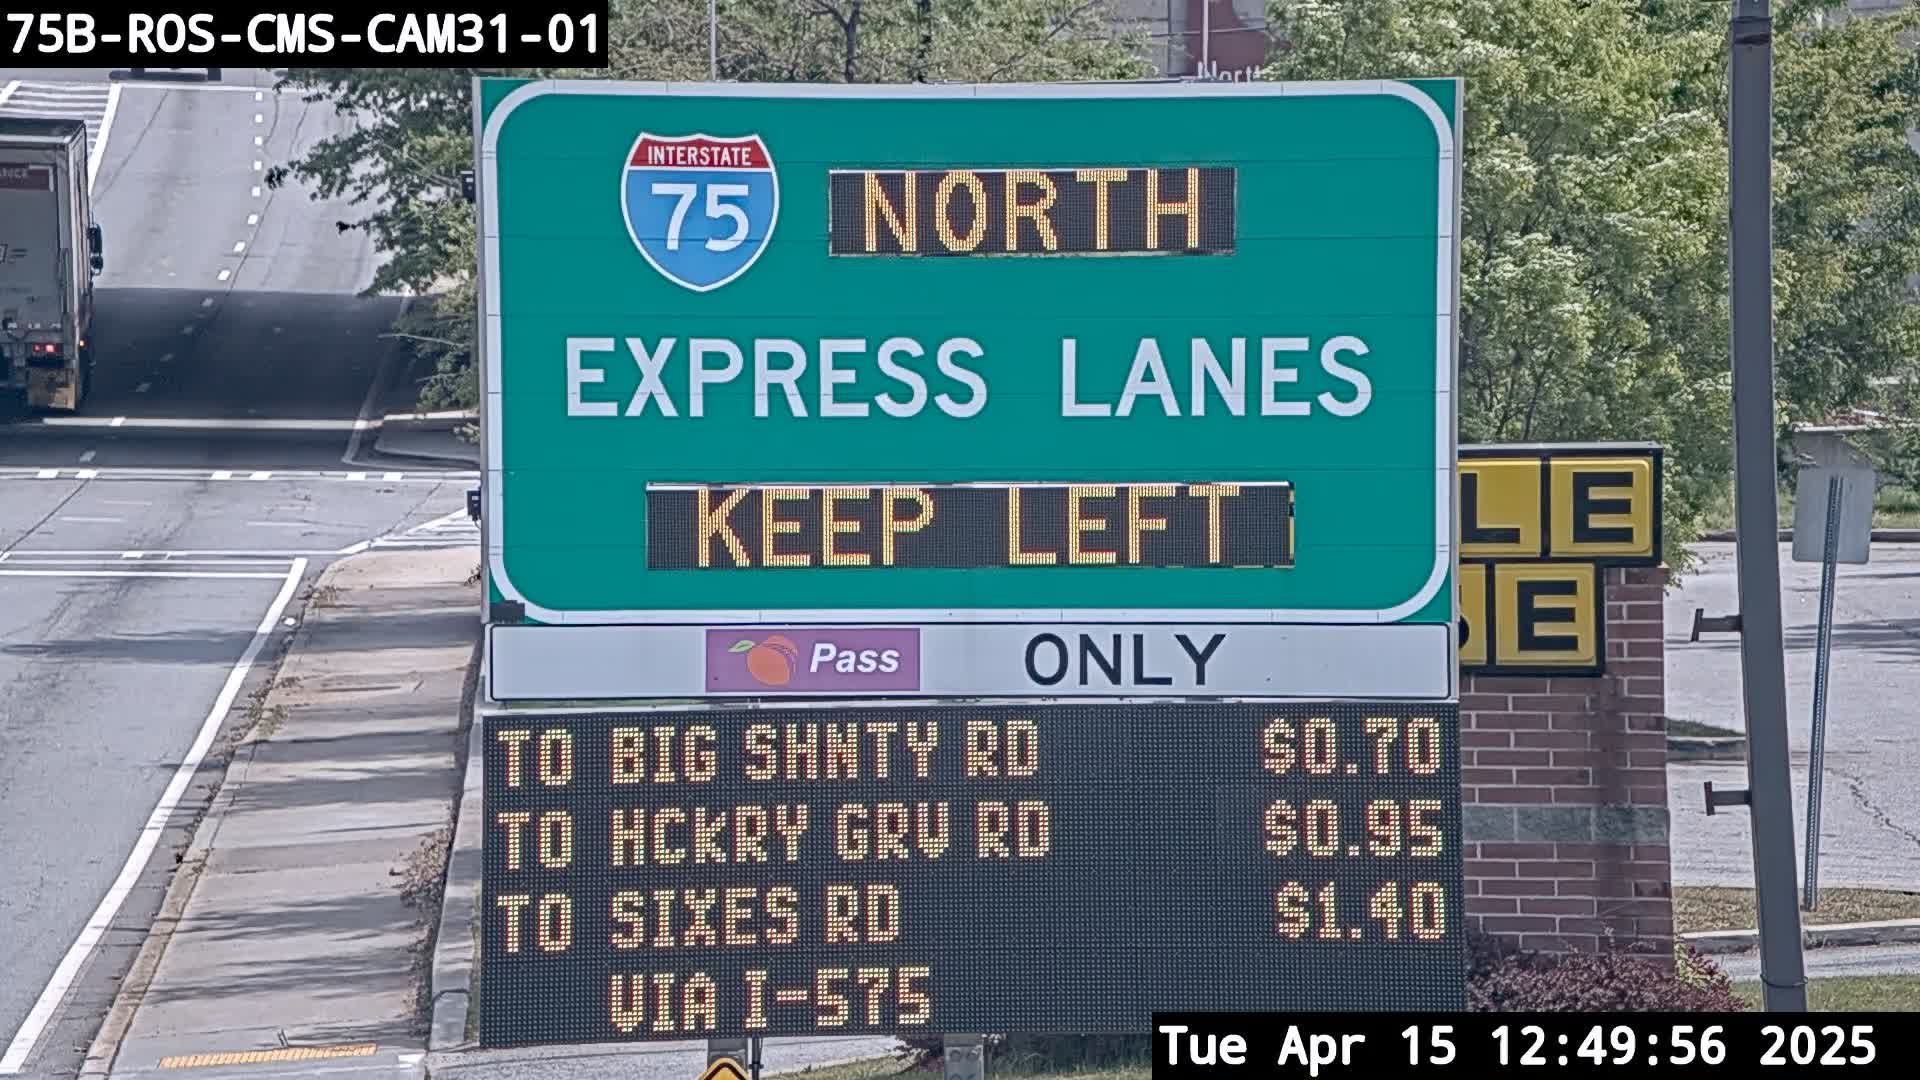 75B-ROS-CMS-CAM31-01
INTERSTATE
75
NORTH
EXPRESS LANES
KEEP LEFT
Pass ONLY
TO BIG SHNTY RD $0.70
TO HCKRY GRV RD $0.95
TO SIXES RD $1.40
VIA I-575
LE
E
Tue Apr 15 12:49:56 2025